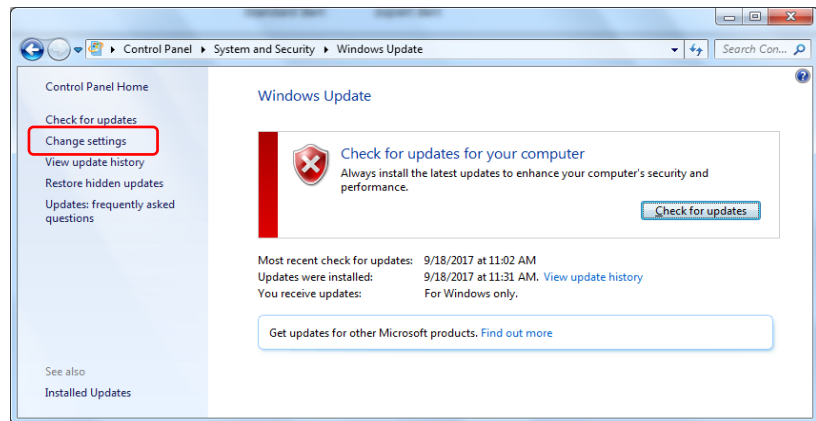 Control Panel ▸ System and Security ▸ Windows Update
Search Con...
Control Panel Home
Check for updates
Change settings
View update history
Restore hidden updates
Updates: frequently asked
questions
See also
Installed Updates
Windows Update
Check for updates for your computer
Always install the latest updates to enhance your computer's security and
performance.
Check for updates
Most recent check for updates: 9/18/2017 at 11:02 AM
Updates were installed: 9/18/2017 at 11:31 AM. View update history
You receive updates: For Windows only.
Get updates for other Microsoft products. Find out more